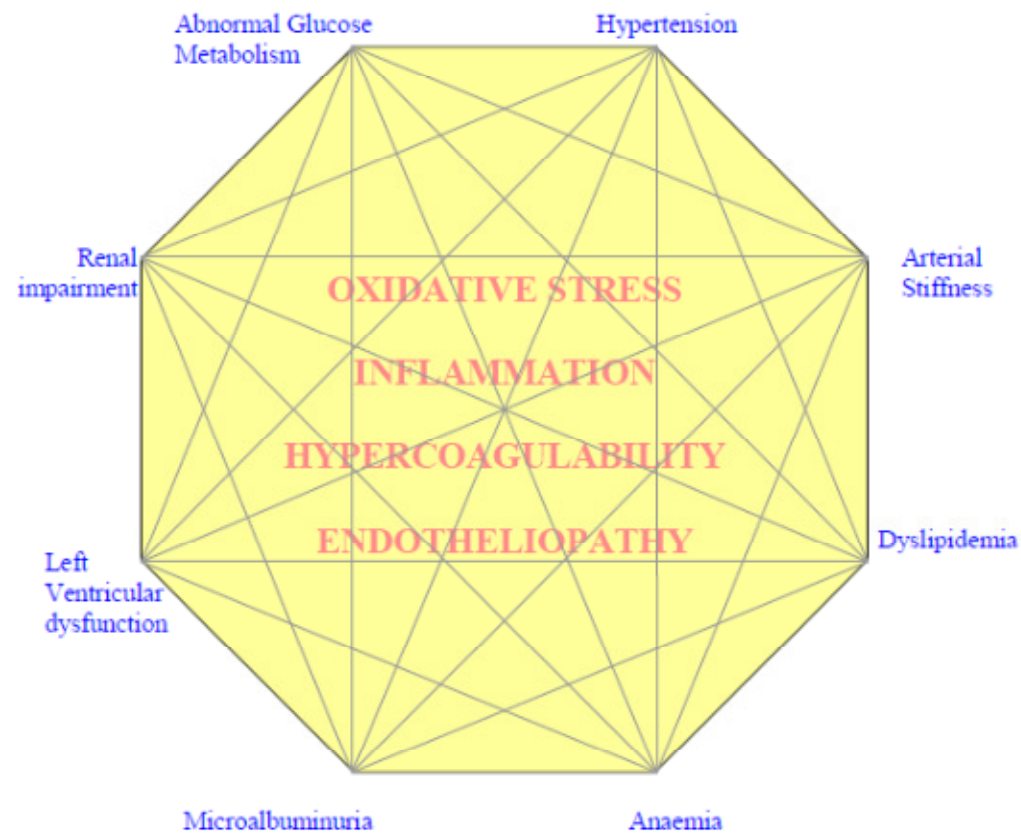 Abnormal Glucose
Metabolism
Hypertension
Renal
impairment
Arterial
Stiffness
OXIDATIVE STRESS
INFLAMMATION
HYPERCOAGULABILITY
ENDOTHELIOPATHY
Dyslipidemia
Left
Ventricular
dysfunction
Microalbuminuria
Anaemia